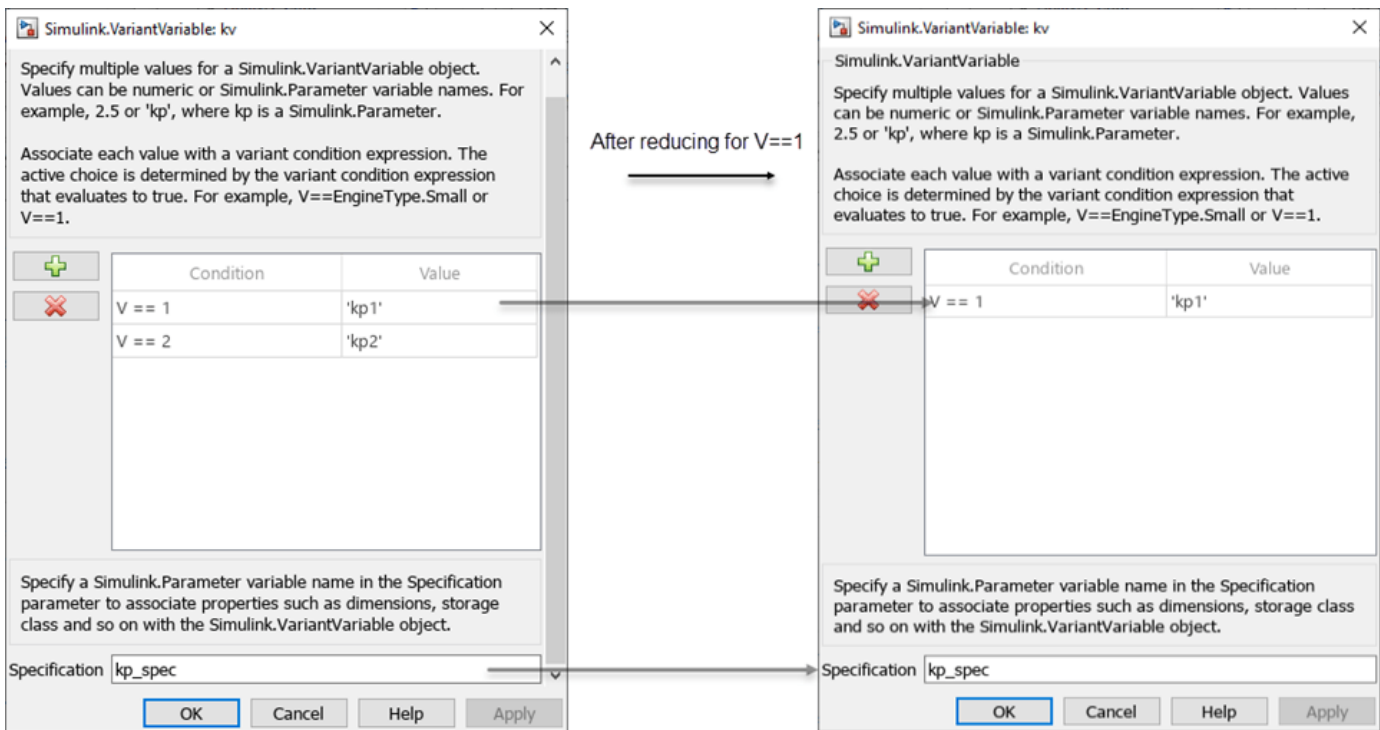 Simulink.VariantVariable: kv
Specify multiple values for a Simulink.VariantVariable object.
Values can be numeric or Simulink.Parameter variable names. For
example, 2.5 or 'kp', where kp is a Simulink.Parameter.
Associate each value with a variant condition expression. The
active choice is determined by the variant condition expression
that evaluates to true. For example, V==EngineType.Small or
V==1.
Condition Value
V == 1 'kp1'
V == 2 'kp2'
Specify a Simulink.Parameter variable name in the Specification
parameter to associate properties such as dimensions, storage
class and so on with the Simulink.VariantVariable object.
Specification kp_spec
OK Cancel Help Apply
After reducing for V==1
Simulink.VariantVariable: kv
Simulink.VariantVariable
Specify multiple values for a Simulink.VariantVariable object. Values
can be numeric or Simulink.Parameter variable names. For example,
2.5 or 'kp', where kp is a Simulink.Parameter.
Associate each value with a variant condition expression. The active
choice is determined by the variant condition expression that
evaluates to true. For example, V==EngineType.Small or V==1.
Condition Value
V == 1 'kp1'
Specify a Simulink.Parameter variable name in the Specification
parameter to associate properties such as dimensions, storage class
and so on with the Simulink.VariantVariable object.
Specification kp_spec
OK Cancel Help Apply